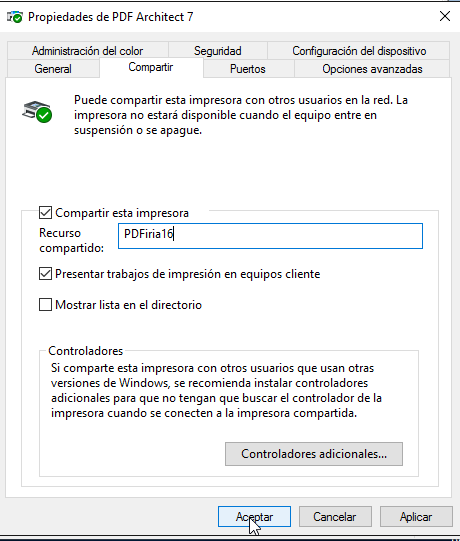 Propiedades de PDF Architect 7
Administración del color Seguridad Configuración del dispositivo
General Compartir Puertos Opciones avanzadas
Puede compartir esta impresora con otros usuarios en la red. La
impresora no estará disponible cuando el equipo entre en
suspensión o se apague.
Compartir esta impresora
Recurso
compartido:
PDFiria16
Presentar trabajos de impresión en equipos cliente
Mostrar lista en el directorio
Controladores
Si comparte esta impresora con otros usuarios que usan otras
versiones de Windows, se recomienda instalar controladores
adicionales para que no tengan que buscar el controlador de la
impresora cuando se conecten a la impresora compartida.
Controladores adicionales...
Aceptar Cancelar Aplicar